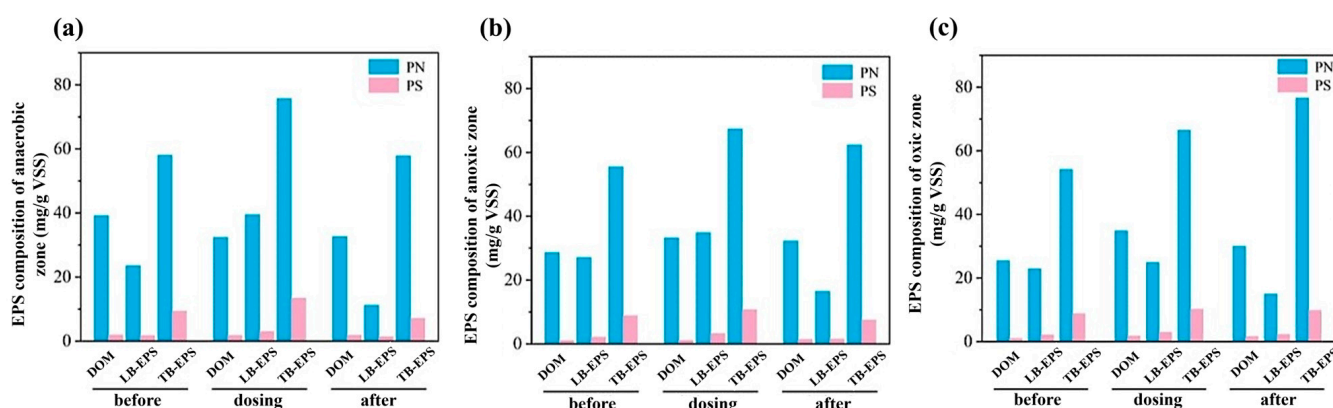 (a)
EPS composition of anaerobic
zone (mg/g VSS)
80
60
40
20
0
PN
PS
DOM
LB-EPS
TB-EPS
DOM
LB-EPS
TB-EPS
DOM
LB-EPS
TB-EPS
before
dosing
after
(b)
EPS composition of anoxic zone
(mg/g VSS)
80
60
40
20
0
PN
PS
DOM
LB-EPS
TB-EPS
DOM
LB-EPS
TB-EPS
DOM
LB-EPS
TB-EPS
before
dosing
after
(c)
EPS composition of oxic zone
(mg/g VSS)
80
60
40
20
0
PN
PS
DOM
LB-EPS
TB-EPS
DOM
LB-EPS
TB-EPS
DOM
LB-EPS
TB-EPS
before
dosing
after